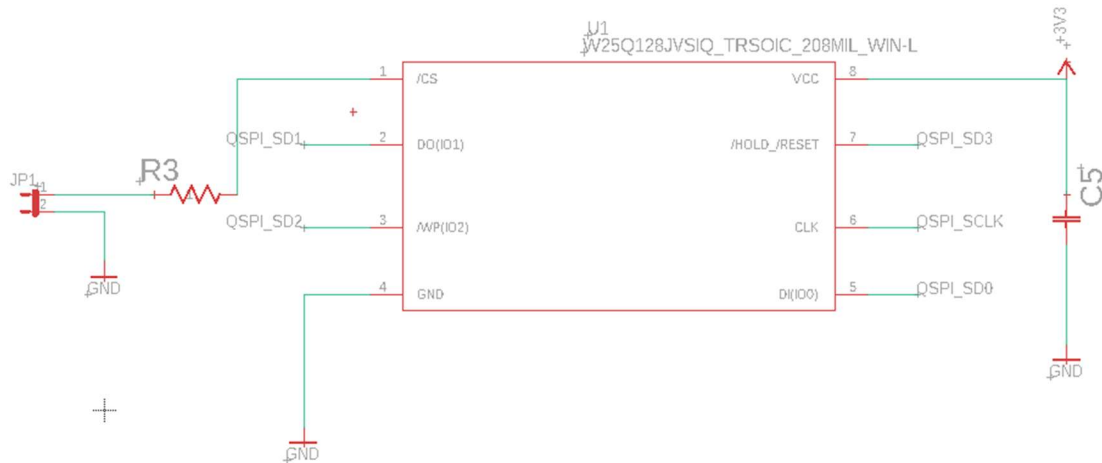 U1
W25Q128JVSIQ_TRSOIC_208MIL_WIN-L
+3V3
1 /CS
VCC 8
QSPI_SD1 2 DO(IO1)
/HOLD_/RESET 7 QSPI_SD3
JP1
1
2
R3
C5
QSPI_SD2 3 /WP(IO2)
CLK 6 QSPI_SCLK
4 GND
DI(IO0) 5 QSPI_SD0
GND
GND
GND